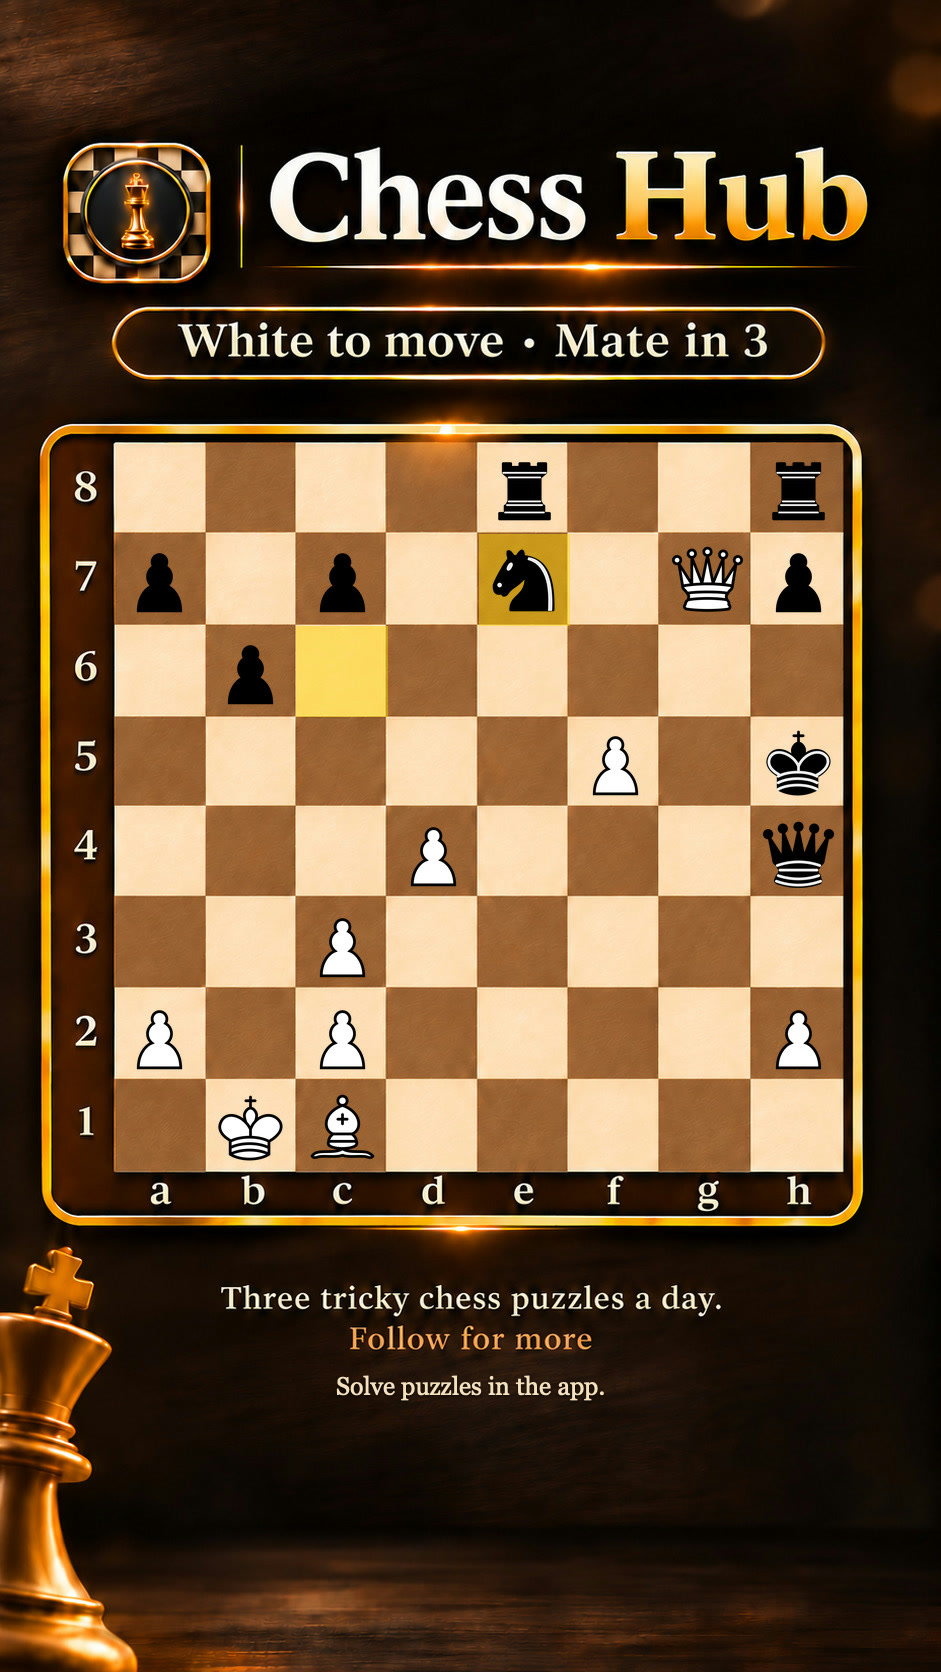 Chess Hub
White to move • Mate in 3
8
7
6
5
4
3
2
1
a b c d e f g h
Three tricky chess puzzles a day.
Follow for more
Solve puzzles in the app.